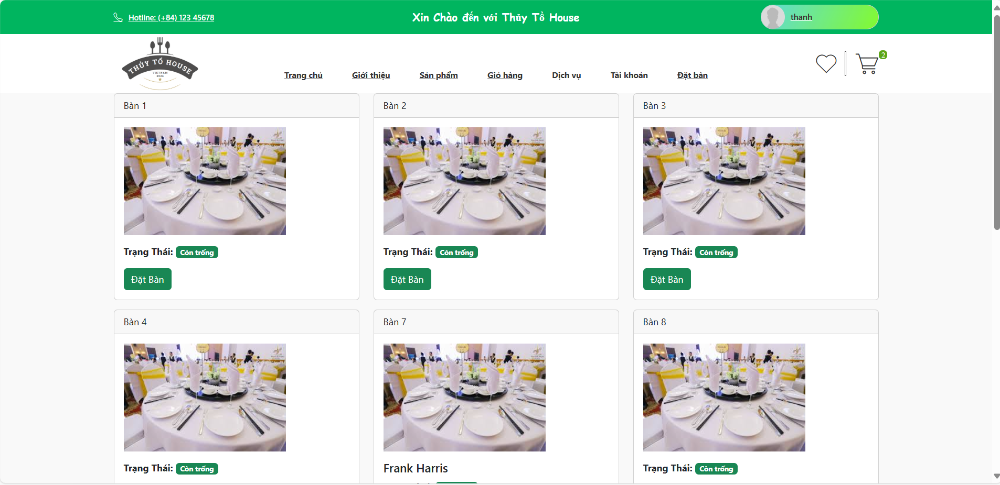 Hotline: (+84) 123 45678
Xin Chào đến với Thủy Tổ House
thanh
THỦY TỔ HOUSE
VIETNAM
2022
Trang chủ
Giới thiệu
Sản phẩm
Giỏ hàng
Dịch vụ
Tài khoản
Đặt bàn
2
Bàn 1
Bàn 2
Bàn 3
Trạng Thái: Còn trống
Trạng Thái: Còn trống
Trạng Thái: Còn trống
Đặt Bàn
Đặt Bàn
Đặt Bàn
Bàn 4
Bàn 7
Bàn 8
Trạng Thái: Còn trống
Frank Harris
Trạng Thái: Còn trống